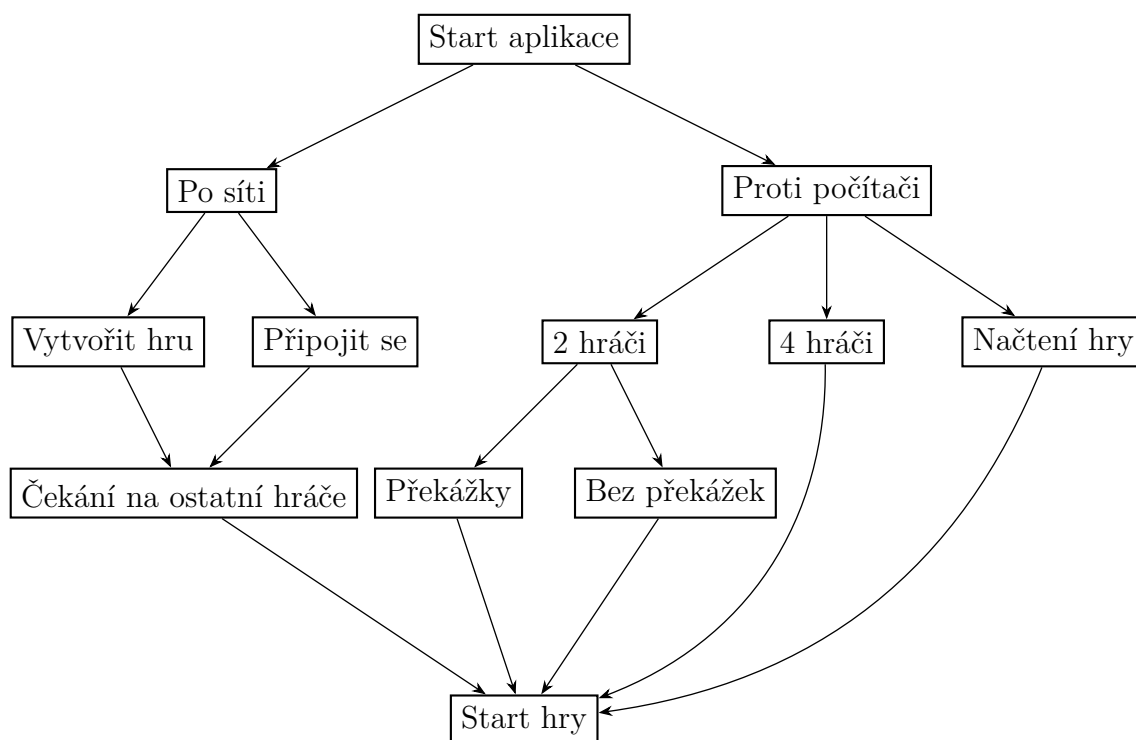 Start aplikace
Po síti
Proti počítači
Vytvořit hru
Připojit se
2 hráči
4 hráči
Načtení hry
Čekání na ostatní hráče
Překážky
Bez překážek
Start hry